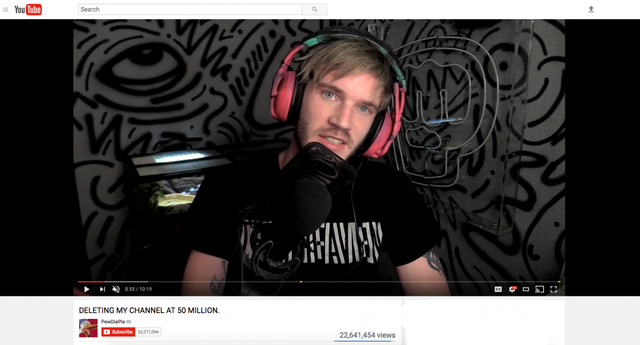 YouTube
Search
0:33 / 10:19
DELETING MY CHANNEL AT 50 MILLION.
PewDiePie
Subscribe
22,641,454 views